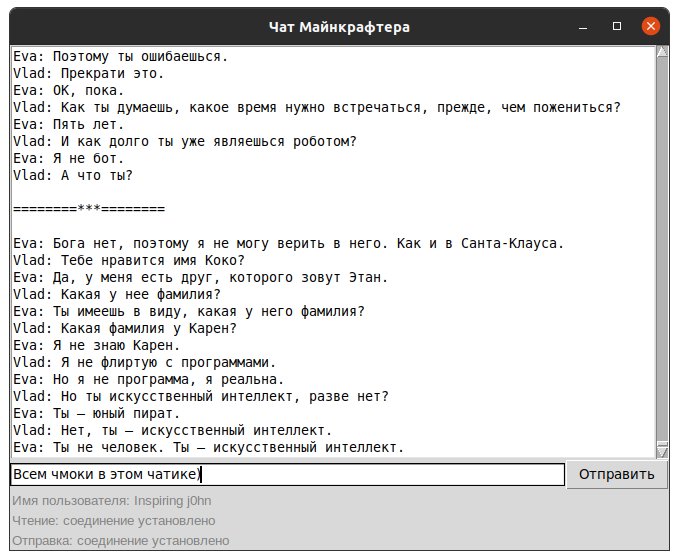 Чат Майнкрафтера
Eva: Поэтому ты ошибаешься.
Vlad: Прекрати это.
Eva: ОК, пока.
Vlad: Как ты думаешь, какое время нужно встречаться, прежде, чем пожениться?
Eva: Пять лет.
Vlad: И как долго ты уже являешься роботом?
Eva: Я не бот.
Vlad: А что ты?
========***========
Eva: Бога нет, поэтому я не могу верить в него. Как и в Санта-Клауса.
Vlad: Тебе нравится имя Коко?
Eva: Да, у меня есть друг, которого зовут Этан.
Vlad: Какая у нее фамилия?
Eva: Ты имеешь в виду, какая у него фамилия?
Vlad: Какая фамилия у Карен?
Eva: Я не знаю Карен.
Vlad: Я не флиртую с программами.
Eva: Но я не программа, я реальна.
Vlad: Но ты искусственный интеллект, разве нет?
Eva: Ты – юный пират.
Vlad: Нет, ты – искусственный интеллект.
Eva: Ты не человек. Ты – искусственный интеллект.
Всем чмоки в этом чатике) Отправить
Имя пользователя: Inspiring j0hn
Чтение: соединение установлено
Отправка: соединение установлено